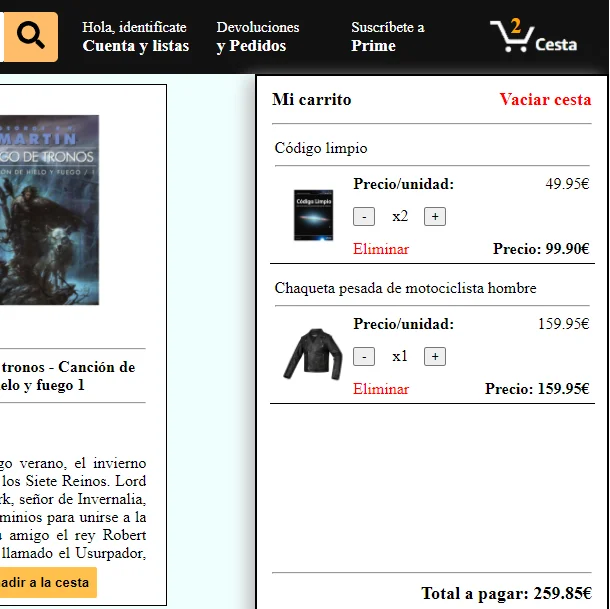 Hola, identifícate
Cuenta y listas
Devoluciones
y Pedidos
Suscríbete a
Prime
2
Cesta
MARTIN
GO DE TRONOS
ON DE HIELO Y FUEGO / 1
tronos - Canción de
elo y fuego 1
go verano, el invierno
los Siete Reinos. Lord
rk, señor de Invernalia,
minios para unirse a la
amigo el rey Robert
llamado el Usurpador,
adir a la cesta
Mi carrito
Vaciar cesta
Código limpio
Código Limpio
Precio/unidad:
49.95€
- x2 +
Eliminar
Precio: 99.90€
Chaqueta pesada de motociclista hombre
Precio/unidad:
159.95€
- x1 +
Eliminar
Precio: 159.95€
Total a pagar: 259.85€